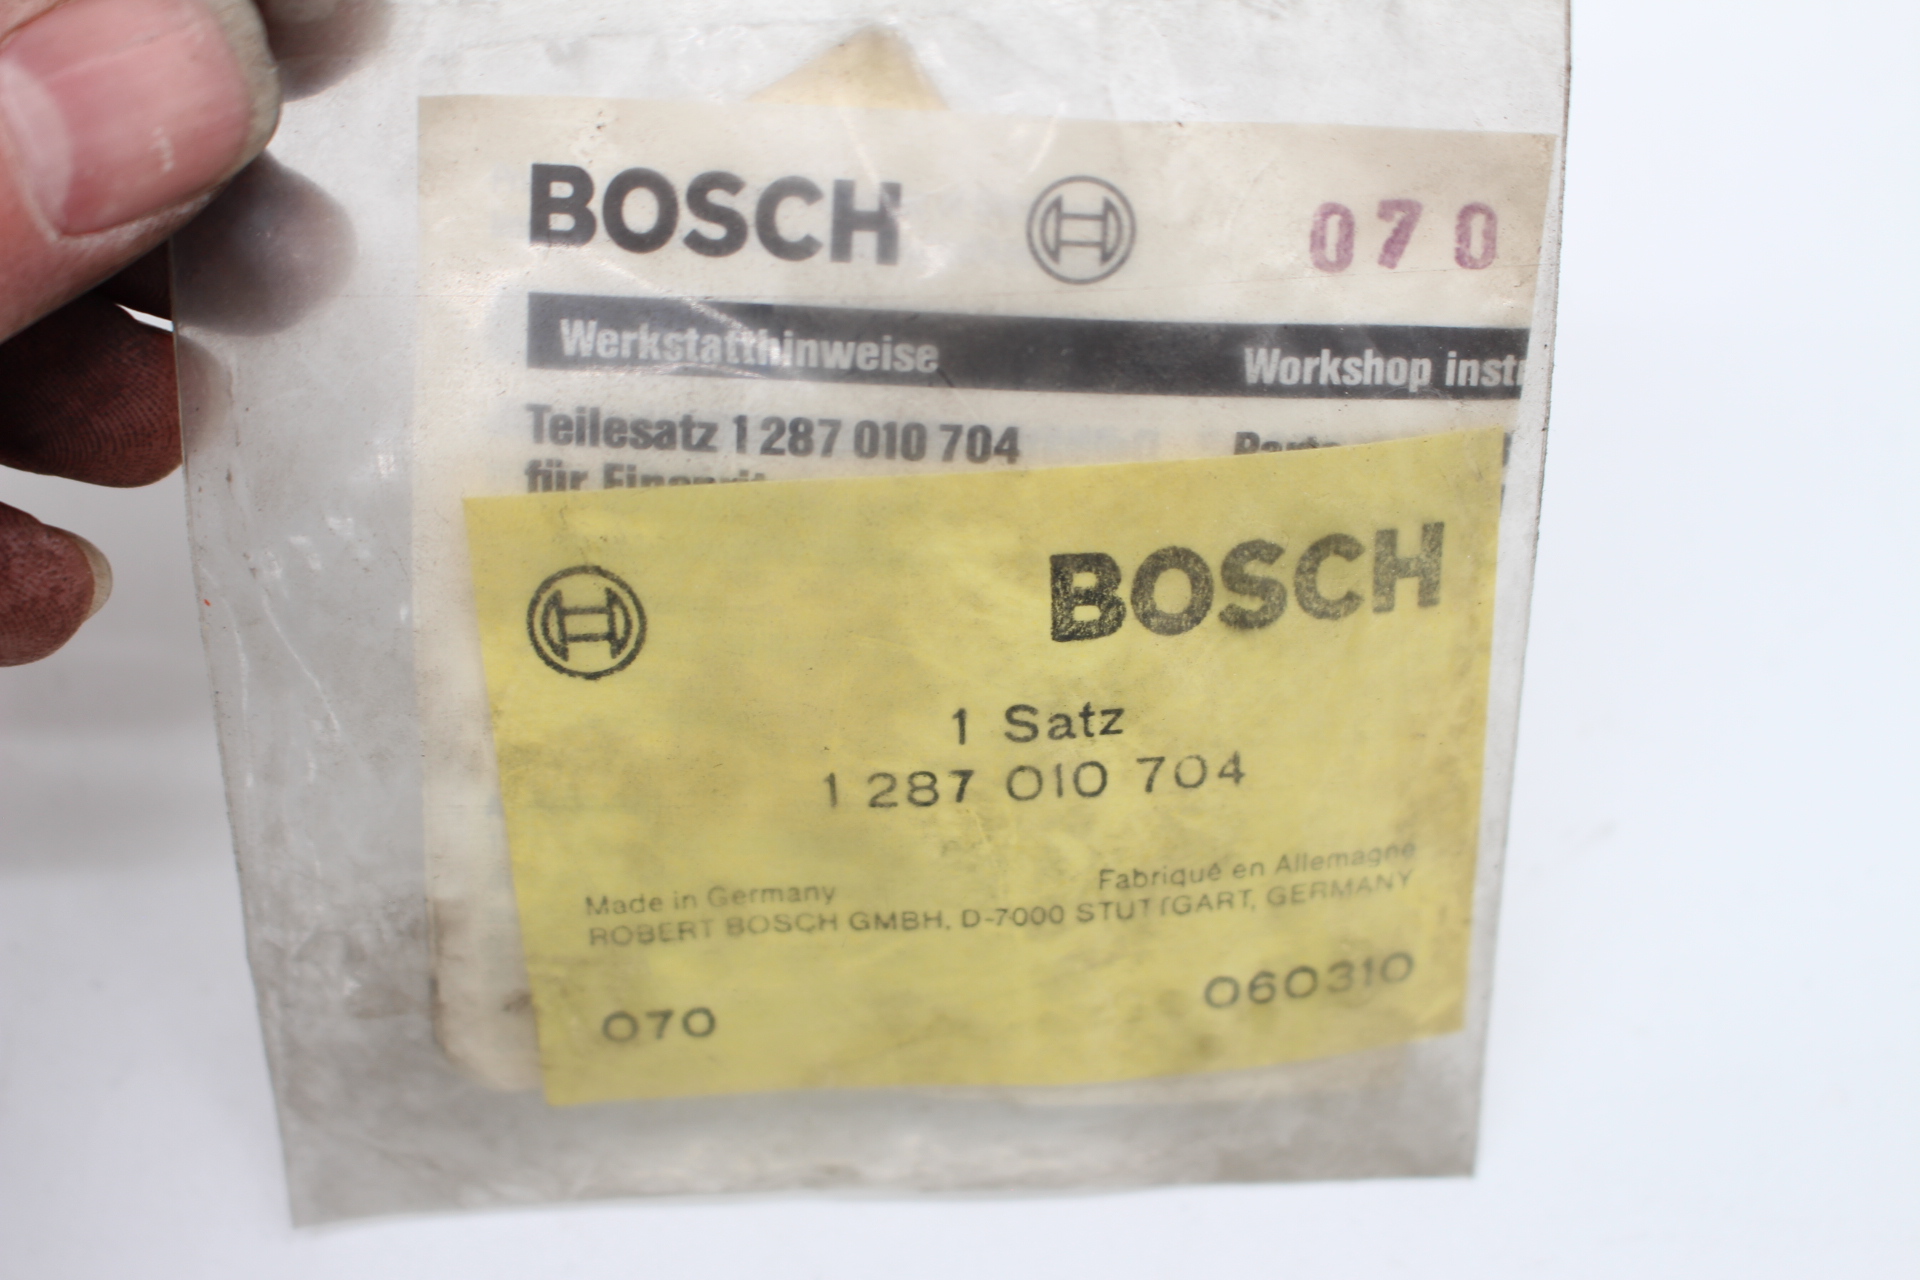 BOSCH 070
Werkstatthinweise Workshop
Teilesatz 1 287 010 704
für
BOSCH
1 Satz
1 287 010 704
Made in Germany Fabriqué en Allemagne
ROBERT BOSCH GMBH, D-7000 STUTTGART, GERMANY
070 060310